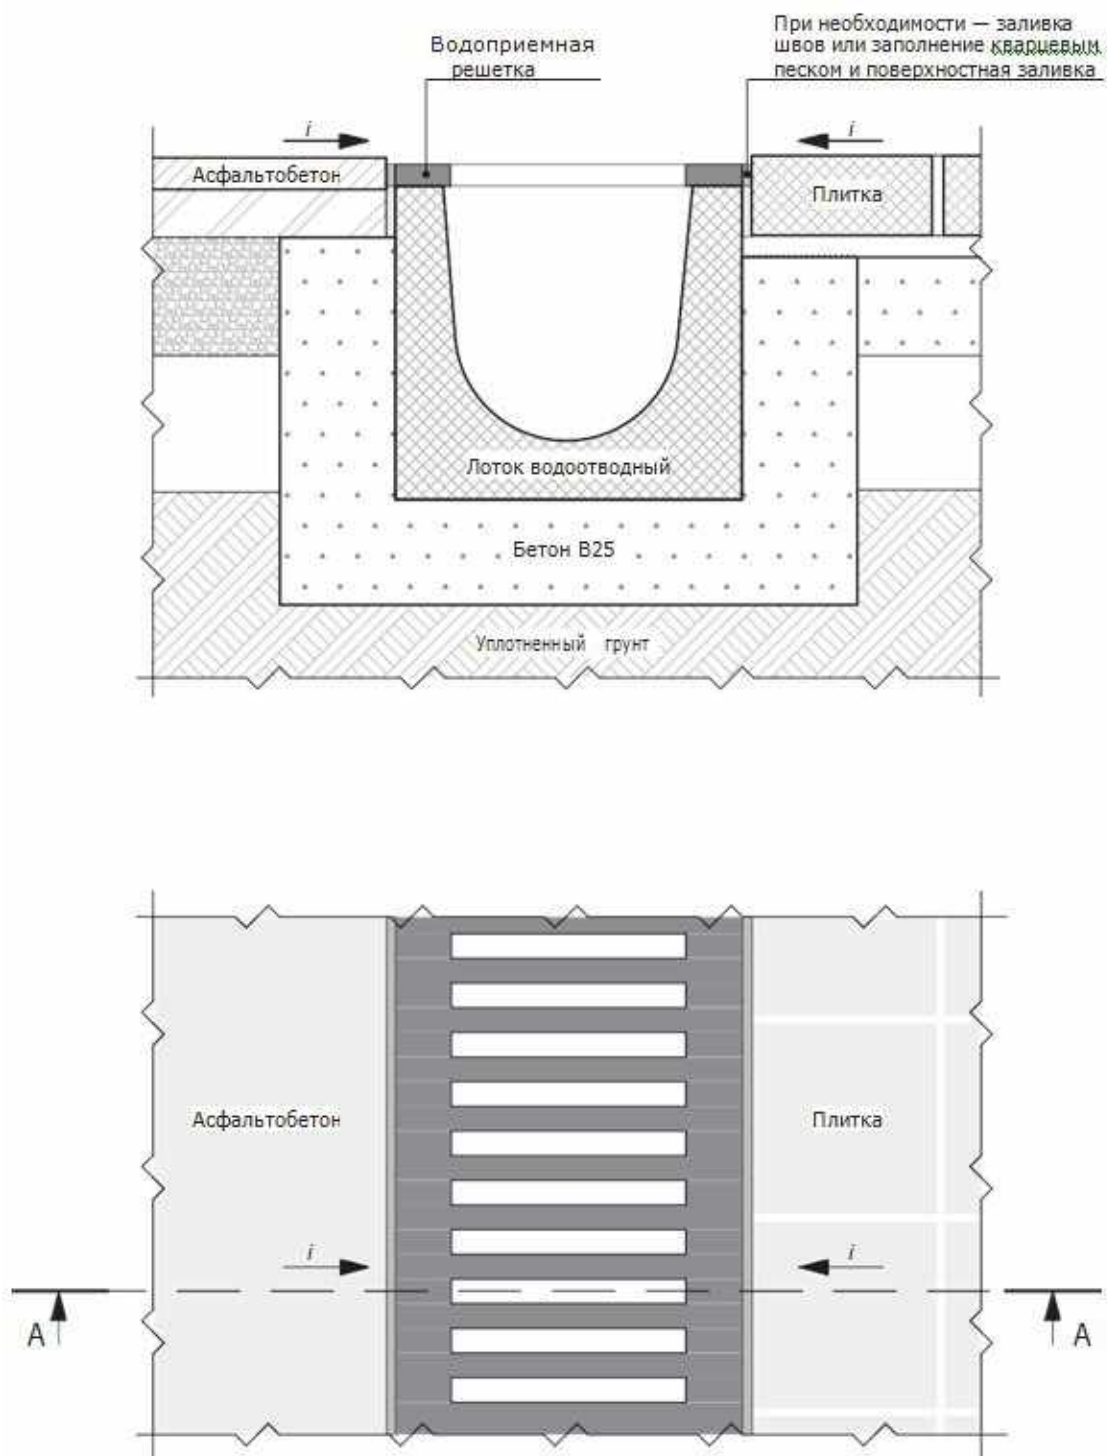 При необходимости — заливка
швов или заполнение кварцевым
песком и поверхностная заливка
Водоприемная
решетка
i
i
Асфальтобетон
Плитка
Лоток водоотводный
Бетон В25
Уплотненный грунт
Асфальтобетон
Плитка
i
i
А
А